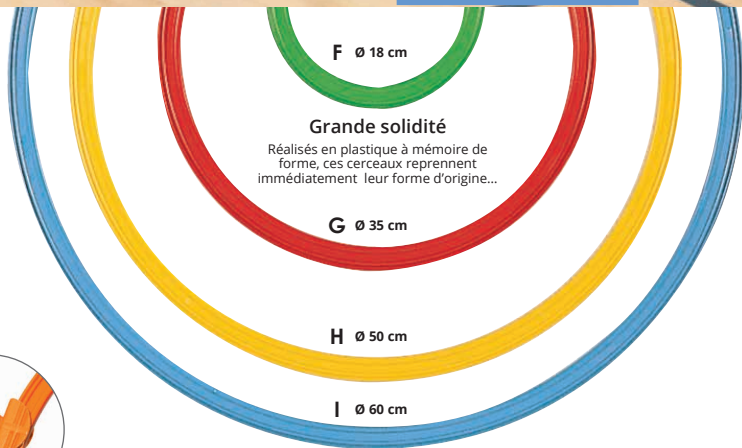 F Ø 18 cm
Grande solidité
Réalisés en plastique à mémoire de
forme, ces cerceaux reprennent
immédiatement leur forme d'origine...
G Ø 35 cm
H Ø 50 cm
I Ø 60 cm